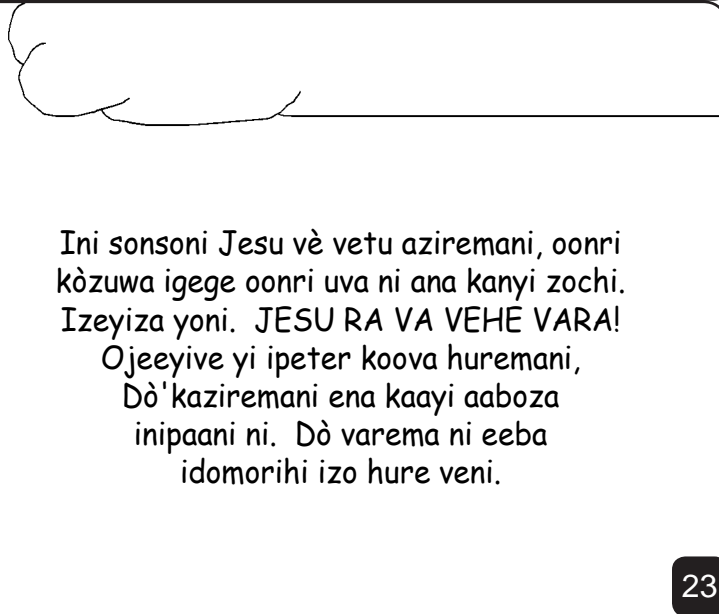 Ini sonsoni Jesu vè vetu aziremani, oonri
kòzuwa igege oonri uva ni ana kanyi zochi.
Izeyiza yoni.  JESU RA VA VEHE VARA!
Ojeeyive yi ipeter koova huremani,
Dò'kaziremani ena kaayi aaboza
inipaani ni.  Dò varema ni eeba
idomorihi izo hure veni.
23